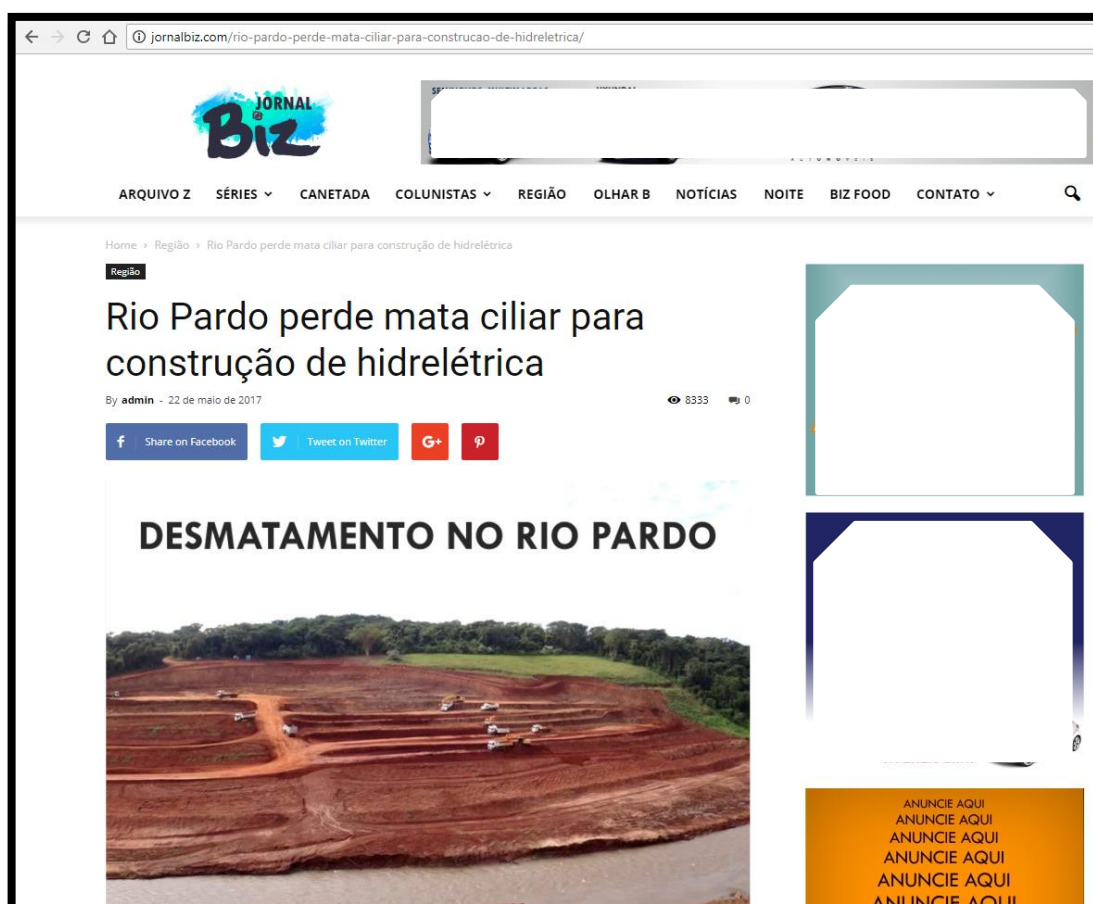 jornalbiz.com/rio-pardo-perde-mata-ciliar-para-construcao-de-hidreletrica/
JORNAL
Biz
ARQUIVO Z SÉRIES CANETADA COLUNISTAS REGIÃO OLHAR B NOTÍCIAS NOITE BIZ FOOD CONTATO
Home › Região › Rio Pardo perde mata ciliar para construção de hidrelétrica
Região
Rio Pardo perde mata ciliar para
construção de hidrelétrica
By admin - 22 de maio de 2017 8333 0
f Share on Facebook Tweet on Twitter G+
DESMATAMENTO NO RIO PARDO
ANUNCIE AQUI
ANUNCIE AQUI
ANUNCIE AQUI
ANUNCIE AQUI
ANUNCIE AQUI
ANUNCIE AQUI